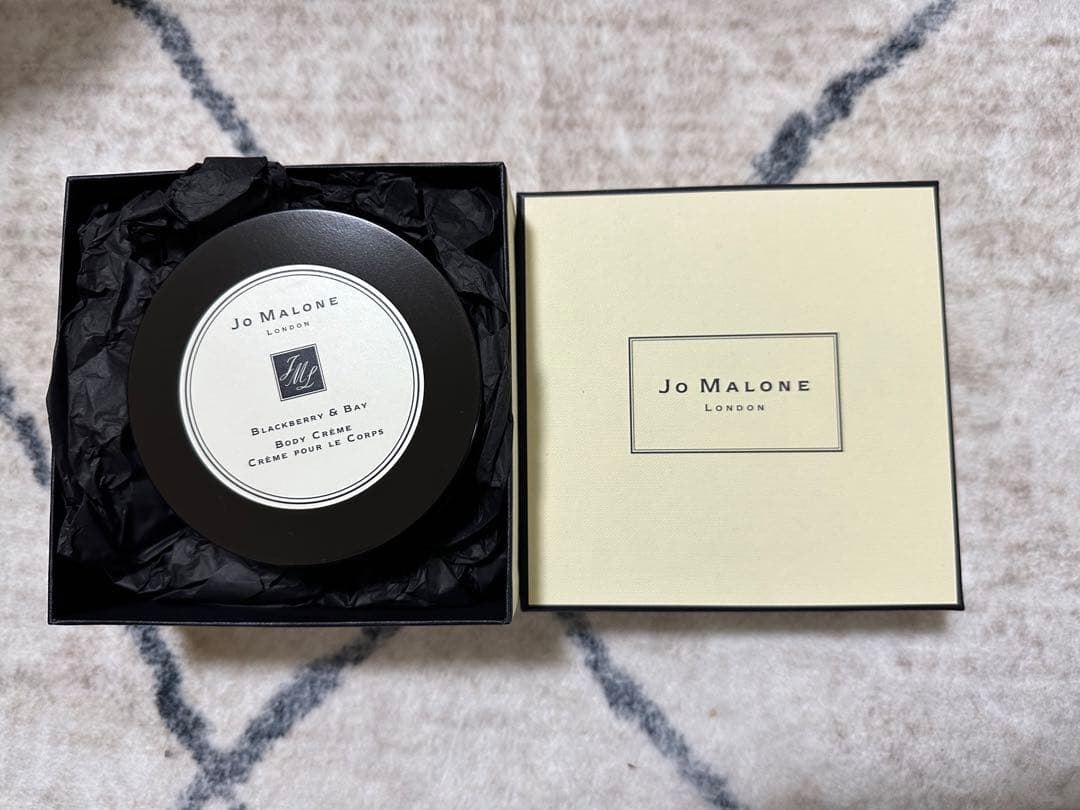 Jo Malone
London
JML
Blackberry & Bay
Body Crème
Crème pour le Corps
Jo Malone
London